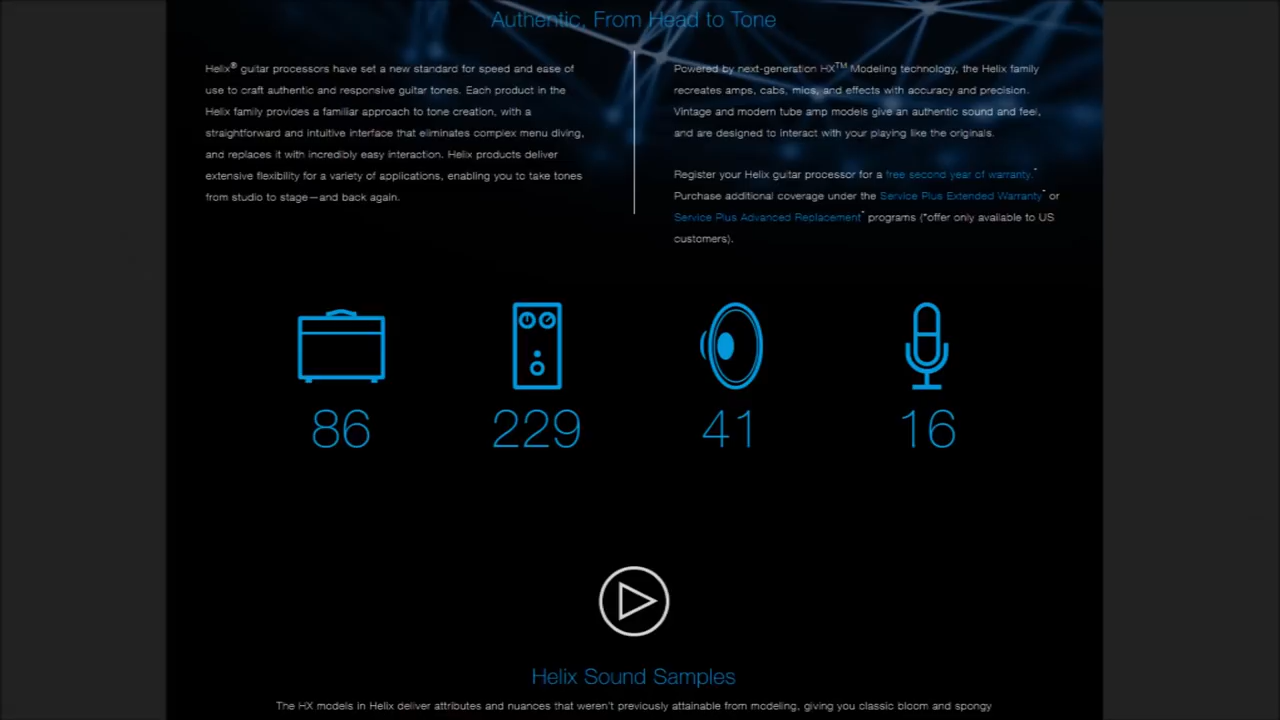 Authentic, From Head to Tone
Helix® guitar processors have set a new standard for speed and ease of
use to craft authentic and responsive guitar tones. Each product in the
Helix family provides a familiar approach to tone creation, with a
straightforward and intuitive interface that eliminates complex menu diving,
and replaces it with incredibly easy interaction. Helix products deliver
extensive flexibility for a variety of applications, enabling you to take tones
from studio to stage—and back again.
Powered by next-generation HX™ Modeling technology, the Helix family
recreates amps, cabs, mics, and effects with accuracy and precision.
Vintage and modern tube amp models give an authentic sound and feel,
and are designed to interact with your playing like the originals.
Register your Helix guitar processor for a free second year of warranty.*
Purchase additional coverage under the Service Plus Extended Warranty* or
Service Plus Advanced Replacement* programs (*offer only available to US
customers).
86 229 41 16
Helix Sound Samples
The HX models in Helix deliver attributes and nuances that weren't previously attainable from modeling, giving you classic bloom and spongy